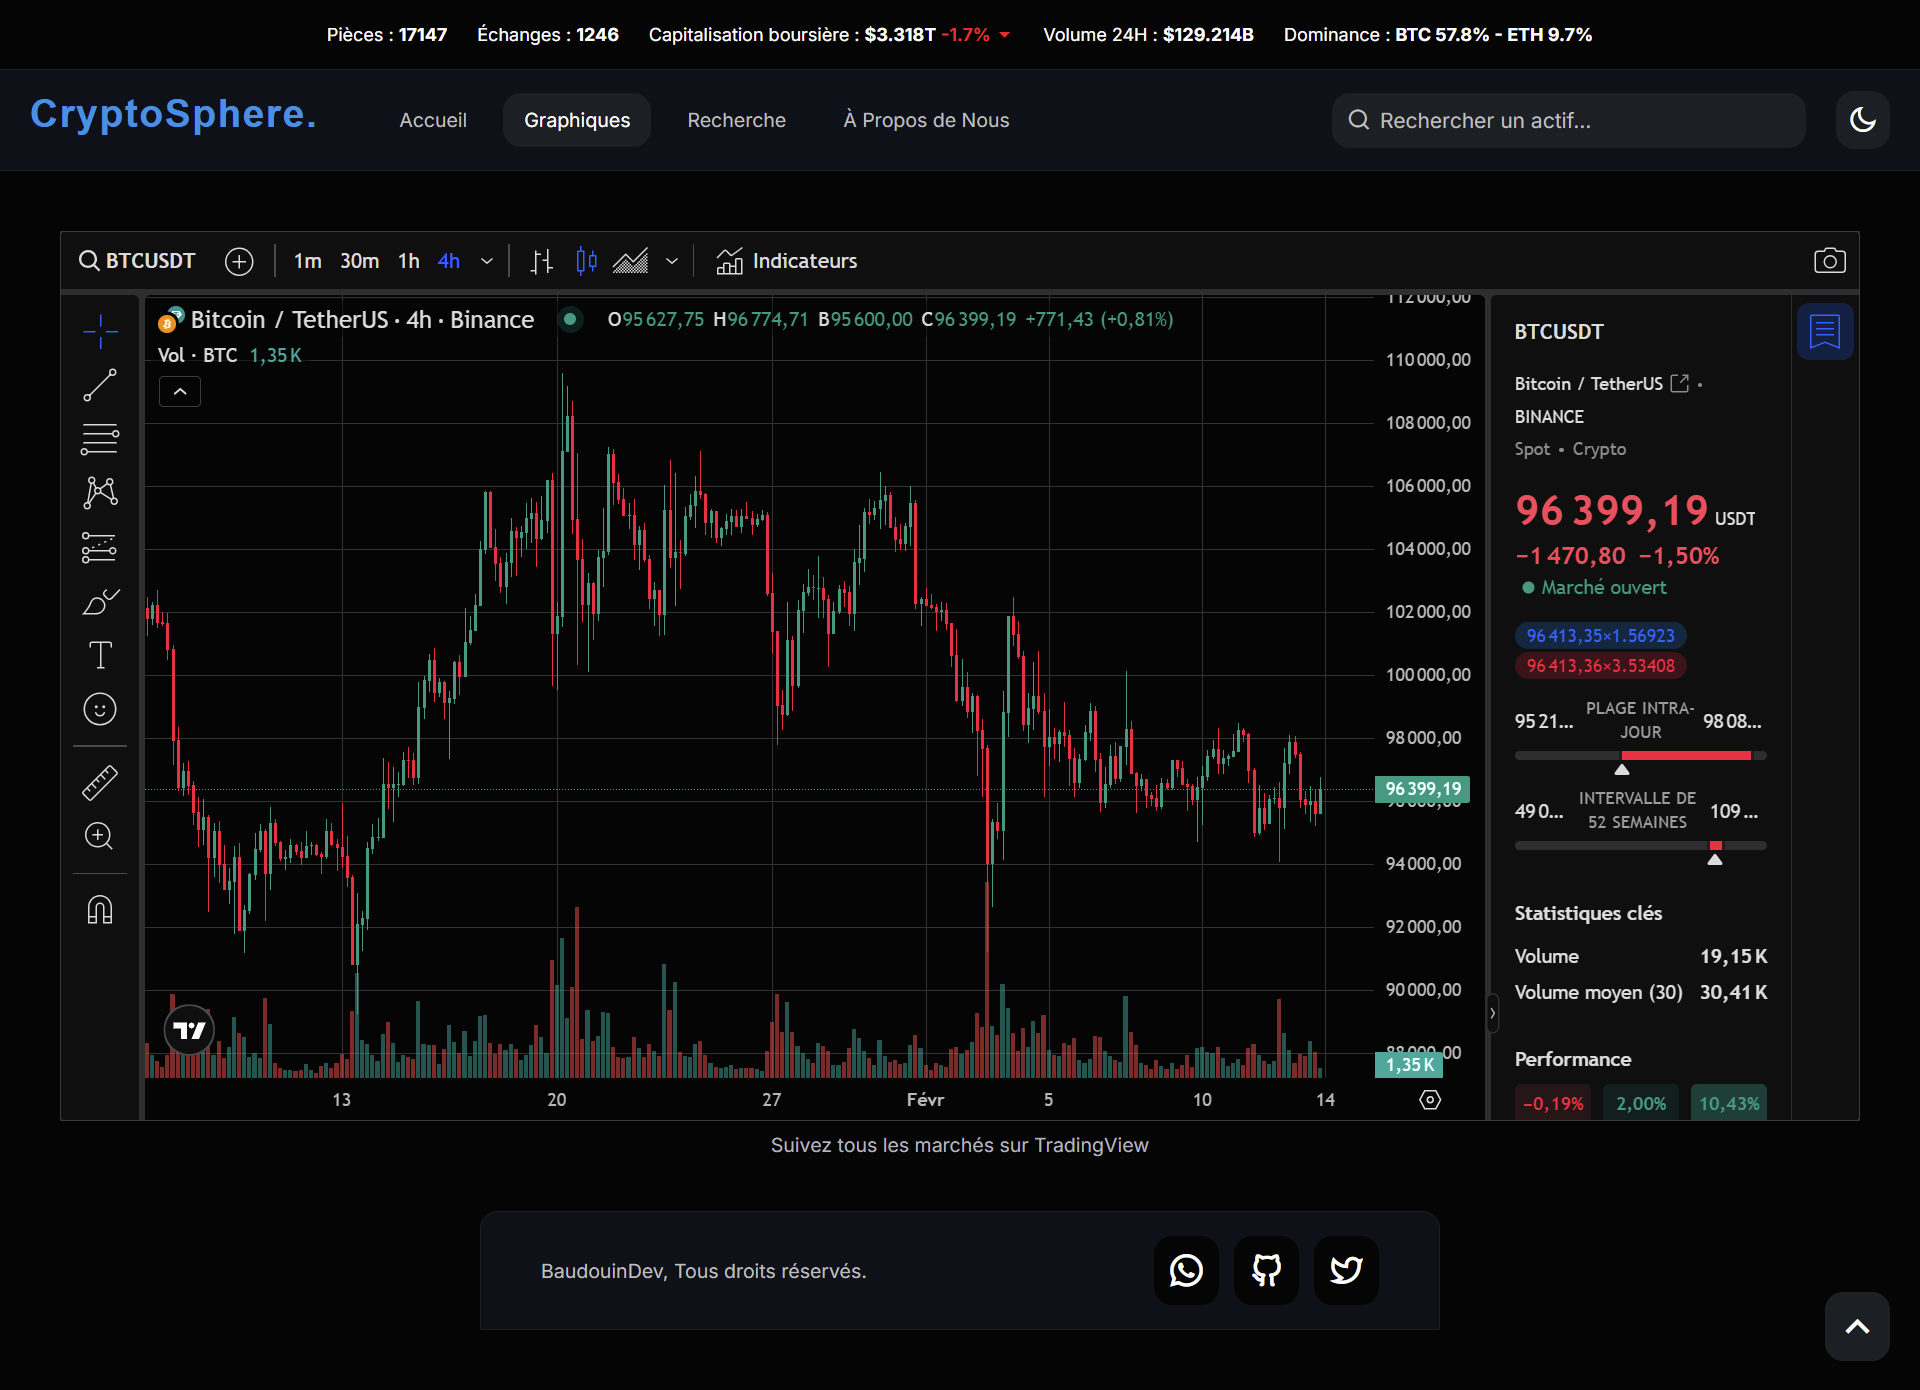 Pièces : 17147 Échanges : 1246 Capitalisation boursière : $3.318T -1.7% Volume 24H : $129.214B Dominance : BTC 57.8% - ETH 9.7%
CryptoSphere. Accueil Graphiques Recherche À Propos de Nous Rechercher un actif...
BTCUSDT 1m 30m 1h 4h Indicateurs
Bitcoin / TetherUS · 4h · Binance O95 627,75 H96 774,71 B95 600,00 C96 399,19 +771,43 (+0,81%)
Vol · BTC 1,35 K
112 000,00
110 000,00
108 000,00
106 000,00
104 000,00
102 000,00
100 000,00
98 000,00
96 399,19
94 000,00
92 000,00
90 000,00
88 000,00
1,35 K
13 20 27 Févr 5 10 14
BTCUSDT
Bitcoin / TetherUS ·
BINANCE
Spot • Crypto
96 399,19 USDT
−1 470,80 −1,50%
Marché ouvert
96 413,35×1.56923
96 413,36×3.53408
95 21... PLAGE INTRA-JOUR 98 08...
49 0... INTERVALLE DE 52 SEMAINES 109 ...
Statistiques clés
Volume 19,15 K
Volume moyen (30) 30,41 K
Performance
−0,19% 2,00% 10,43%
Suivez tous les marchés sur TradingView
BaudouinDev, Tous droits réservés.